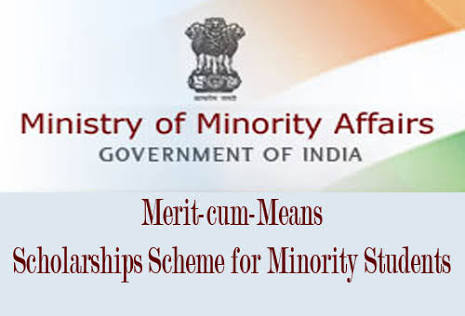 Ministry of Minority Affairs
GOVERNMENT OF INDIA
Merit-cum-Means
Scholarships Scheme for Minority Students